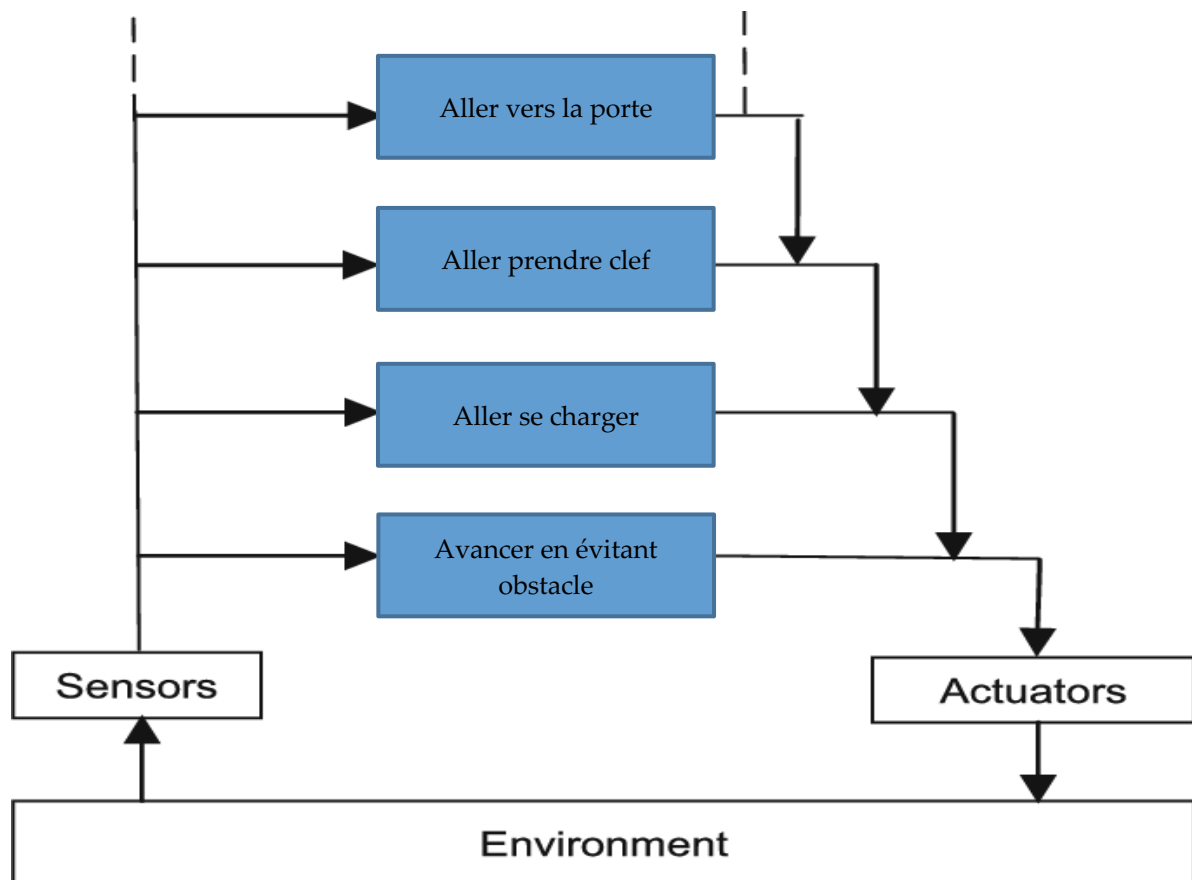 Aller vers la porte
Aller prendre clef
Aller se charger
Avancer en évitant
obstacle
Sensors
Actuators
Environment